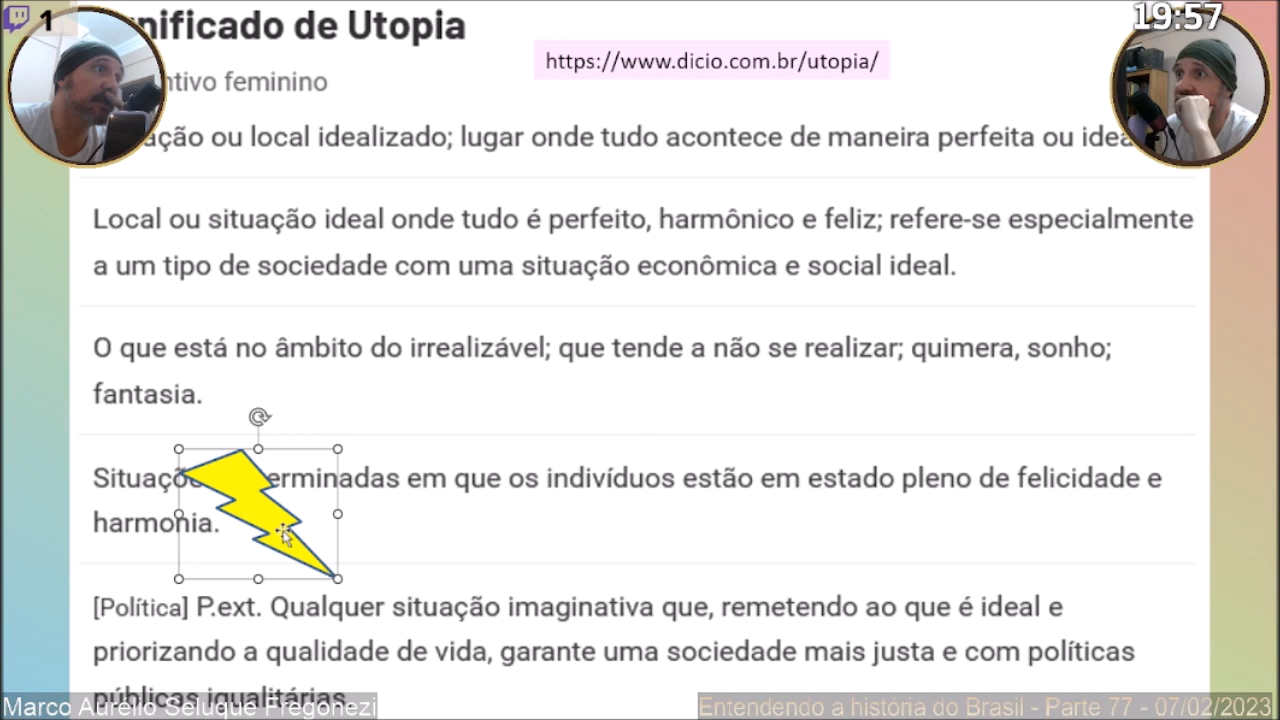 1
19:57
nificado de Utopia
https://www.dicio.com.br/utopia/
ntivo feminino
ação ou local idealizado; lugar onde tudo acontece de maneira perfeita ou idea
Local ou situação ideal onde tudo é perfeito, harmônico e feliz; refere-se especialmente
a um tipo de sociedade com uma situação econômica e social ideal.
O que está no âmbito do irrealizável; que tende a não se realizar; quimera, sonho;
fantasia.
Situaçõ erminadas em que os indivíduos estão em estado pleno de felicidade e
harmonia.
[Política] P.ext. Qualquer situação imaginativa que, remetendo ao que é ideal e
priorizando a qualidade de vida, garante uma sociedade mais justa e com políticas
públicas igualitárias.
Marco Aurélio Seluque Fregonezi
Entendendo a história do Brasil - Parte 77 - 07/02/2023